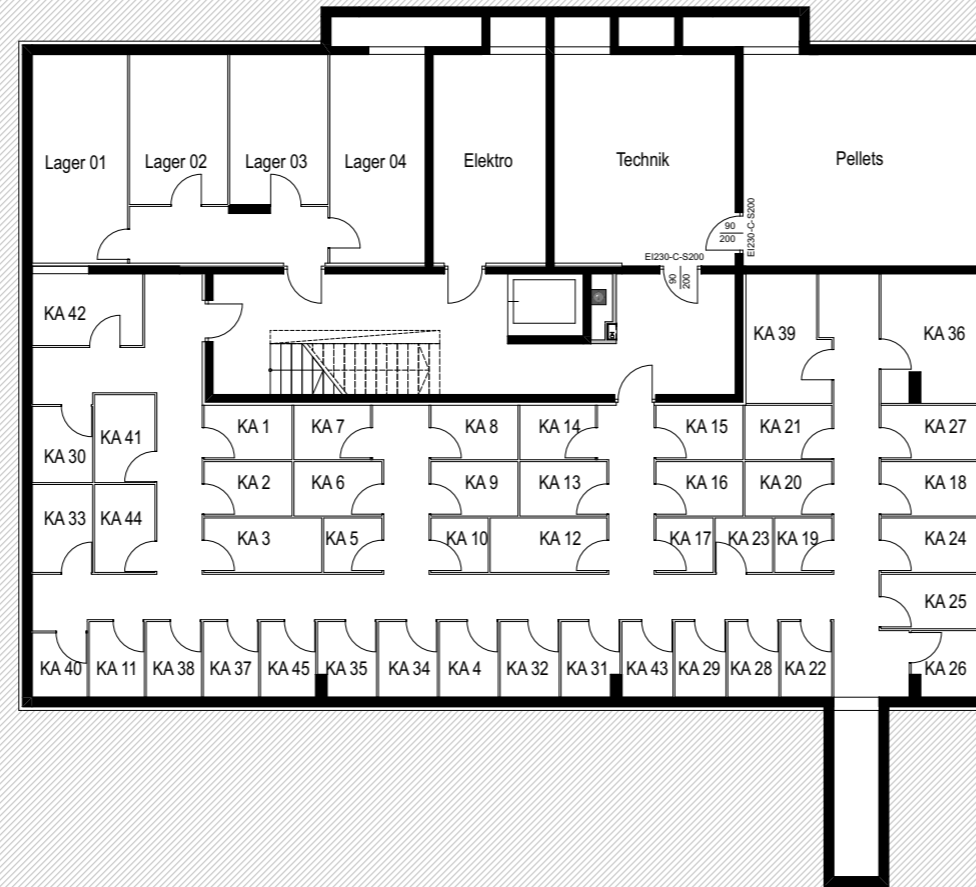 Lager 01
Lager 02
Lager 03
Lager 04
Elektro
Technik
Pellets
90
200
EI230-C-S200
EI230-C-S200
90
200
KA 42
KA 39
KA 36
KA 30
KA 41
KA 1
KA 7
KA 8
KA 14
KA 15
KA 21
KA 27
KA 2
KA 6
KA 9
KA 13
KA 16
KA 20
KA 18
KA 33
KA 44
KA 3
KA 5
KA 10
KA 12
KA 17
KA 23
KA 19
KA 24
KA 25
KA 40
KA 11
KA 38
KA 37
KA 45
KA 35
KA 34
KA 4
KA 32
KA 31
KA 43
KA 29
KA 28
KA 22
KA 26